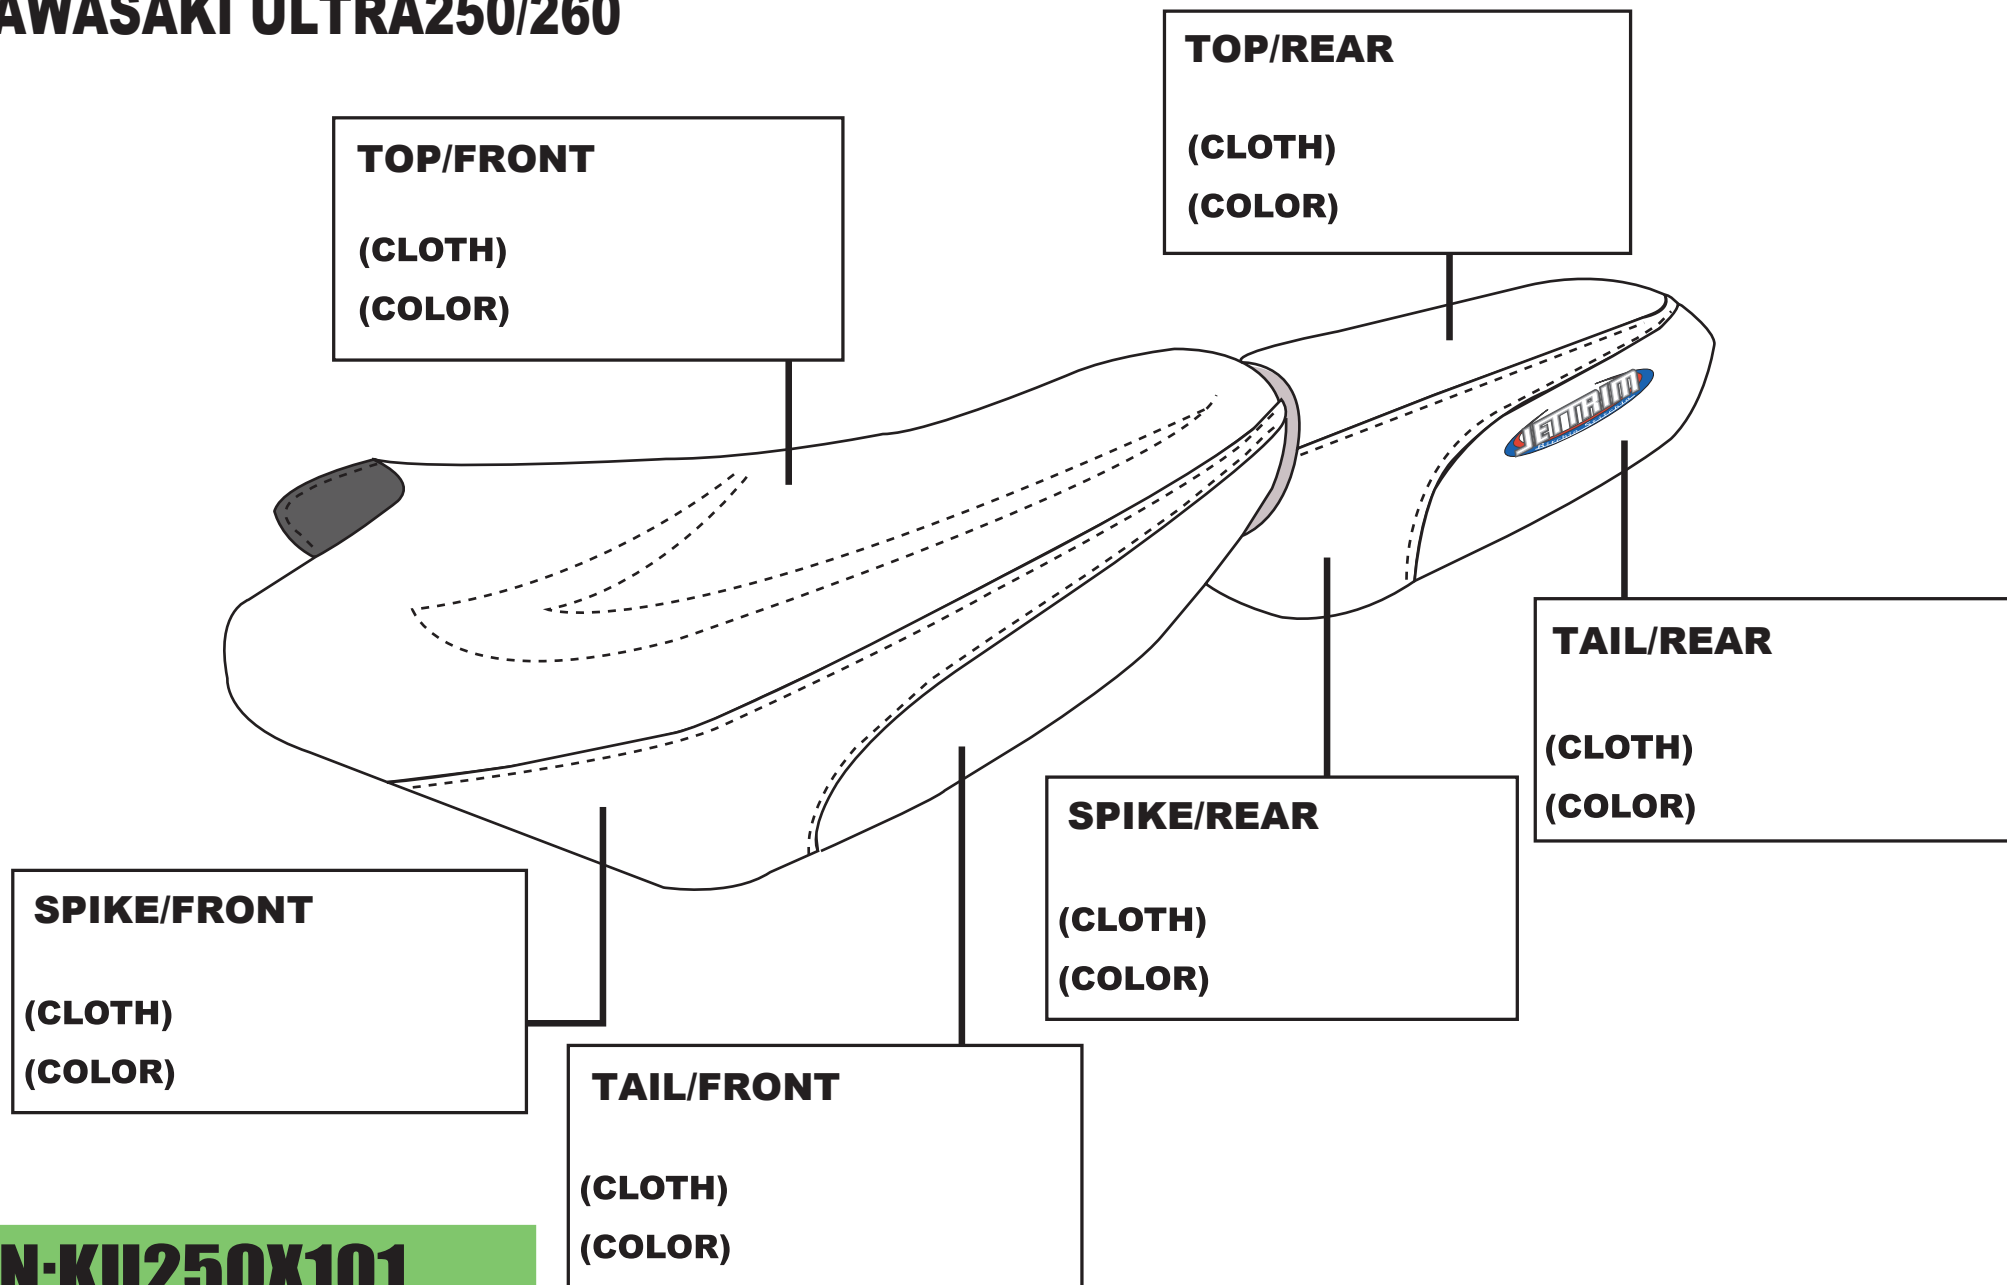 AWASAKI ULTRA250/260
TOP/REAR
(CLOTH)
(COLOR)
TOP/FRONT
(CLOTH)
(COLOR)
JETTRIM
TAIL/REAR
(CLOTH)
(COLOR)
SPIKE/REAR
(CLOTH)
(COLOR)
SPIKE/FRONT
(CLOTH)
(COLOR)
TAIL/FRONT
(CLOTH)
(COLOR)
N:KU250X101